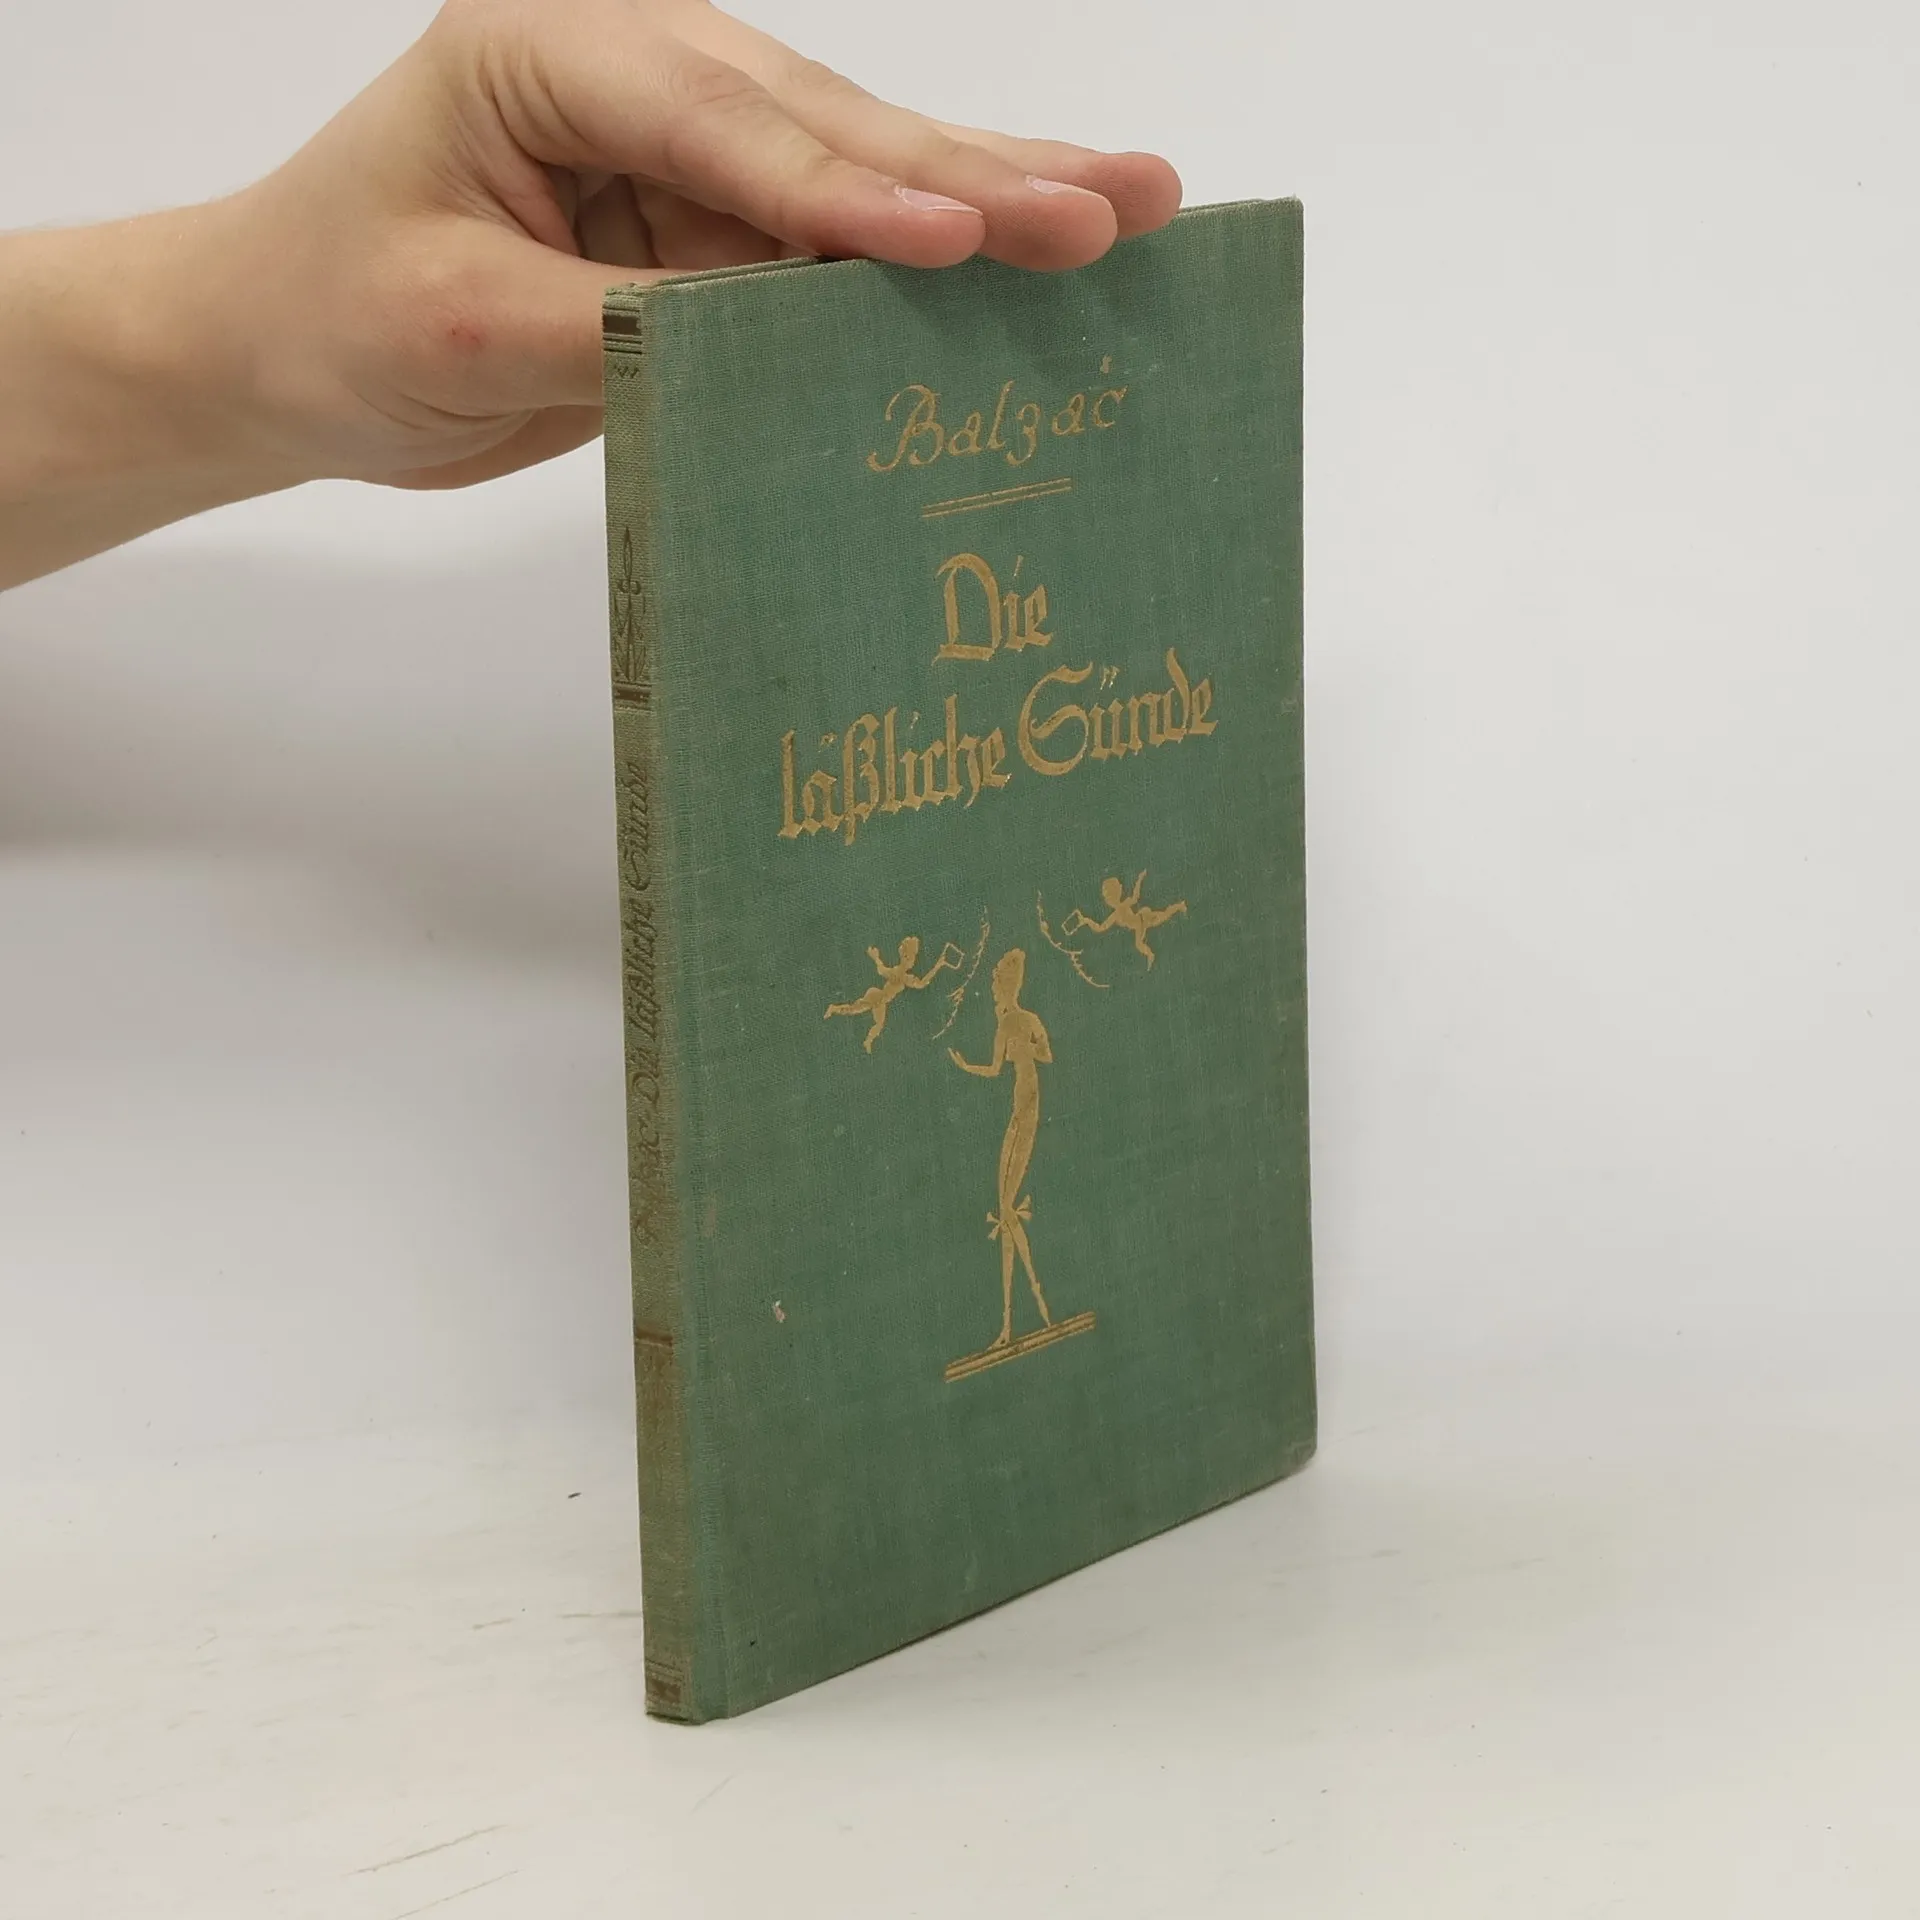 Balzac
Die
läßliche Sünde
Balzac · Die läßliche Sünde